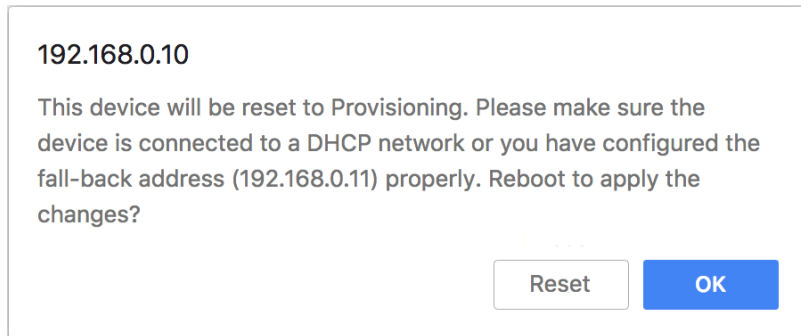 192.168.0.10
This device will be reset to Provisioning. Please make sure the
device is connected to a DHCP network or you have configured the
fall-back address (192.168.0.11) properly. Reboot to apply the
changes?
Reset
OK